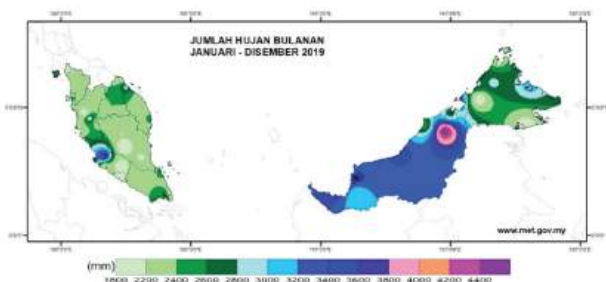 JUMLAH HUJAN BULANAN
JANUARI - DISEMBER 2019
www.met.gov.my
(mm)
1800 2200 2400 2600 2800 3000 3200 3400 3600 3800 4000 4200 4400